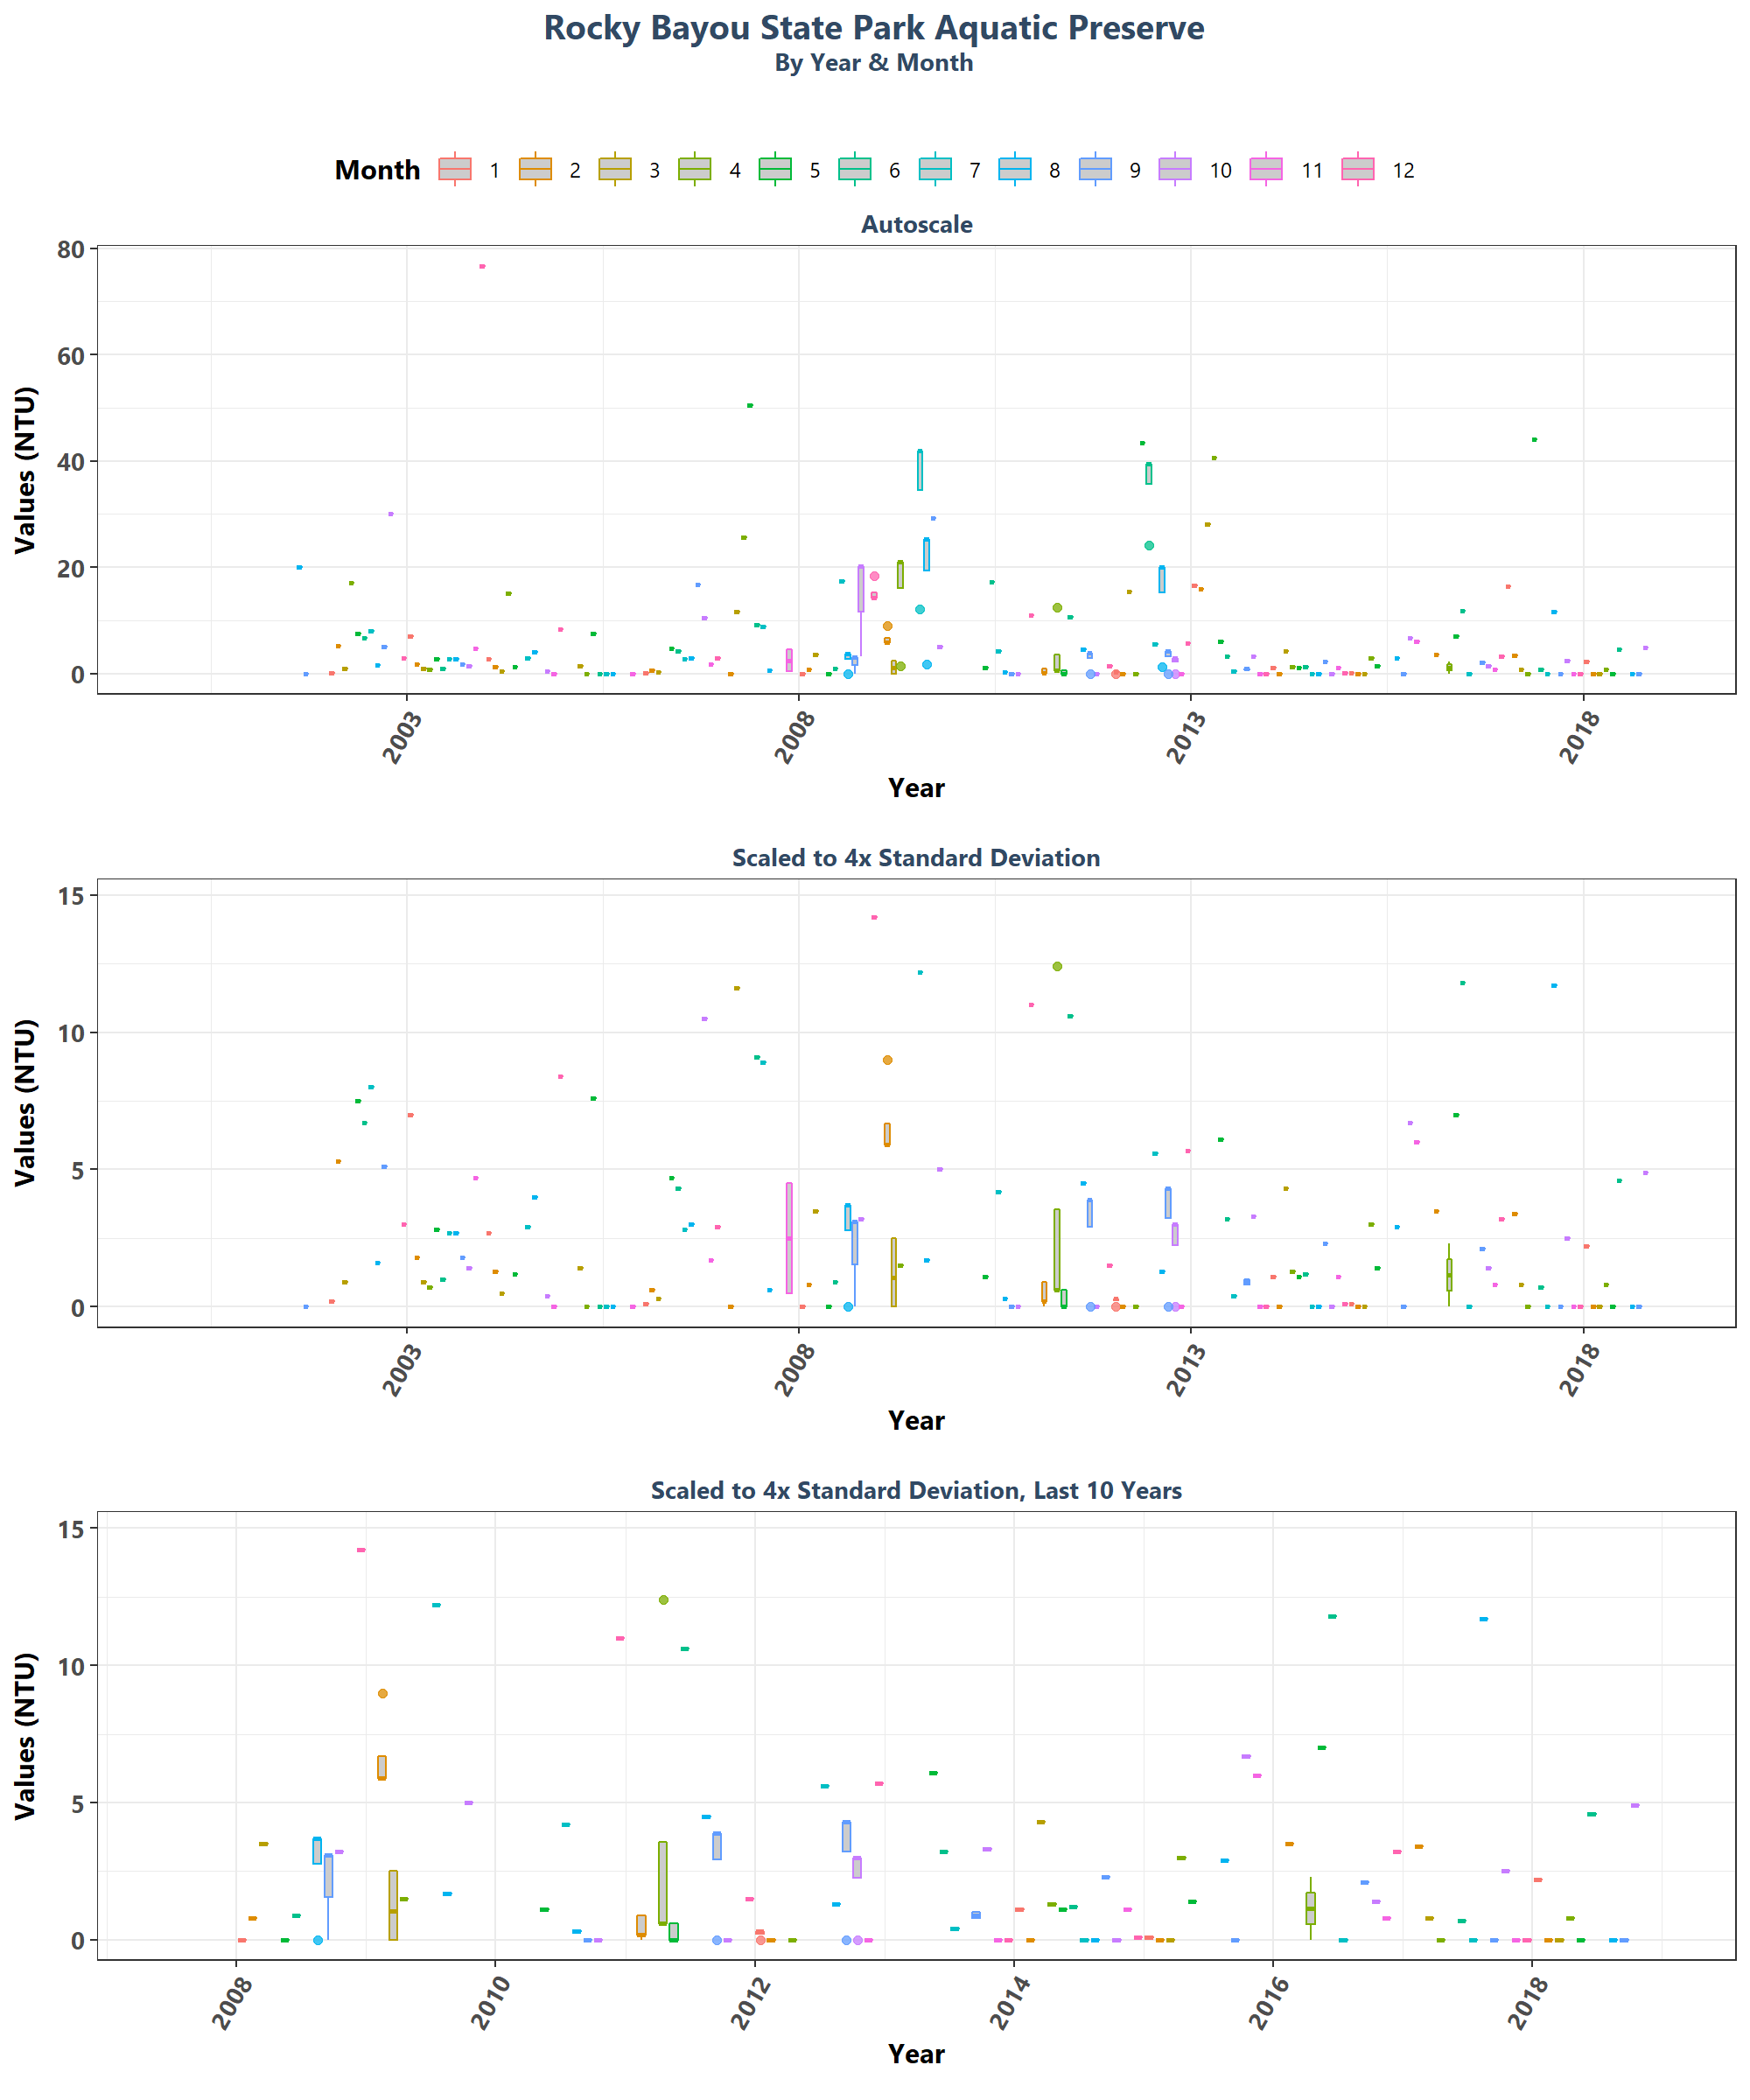 Rocky Bayou State Park Aquatic Preserve
By Year & Month
Month 1 2 3 4 5 6 7 8 9 10 11 12
Autoscale
80
60
40
20
0
Values (NTU)
2003 2008 2013 2018
Year
Scaled to 4x Standard Deviation
15
10
5
0
Values (NTU)
2003 2008 2013 2018
Year
Scaled to 4x Standard Deviation, Last 10 Years
15
10
5
0
Values (NTU)
2008 2010 2012 2014 2016 2018
Year